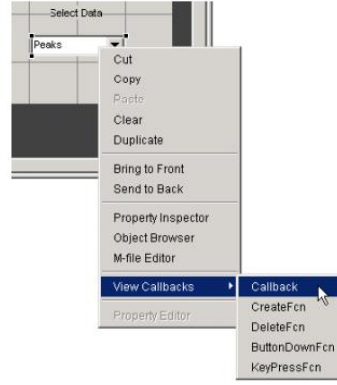 Select Data
Peaks
Cut
Copy
Paste
Clear
Duplicate
Bring to Front
Send to Back
Property Inspector
Object Browser
M-file Editor
View Callbacks
Property Editor
Callback
CreateFcn
DeleteFcn
ButtonDownFcn
KeyPressFcn